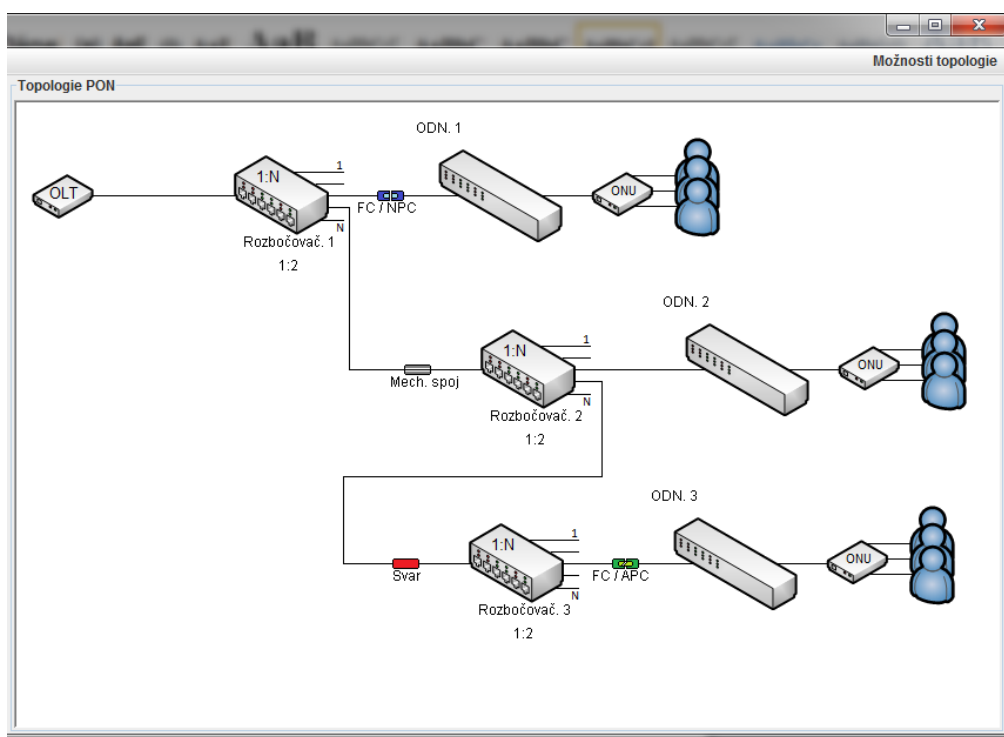 Možnosti topologie
Topologie PON
ODN. 1
OLT
1:N
1
FC / NPC
N
ONU
Rozbočovač. 1
1:2
ODN. 2
1:N
1
Mech. spoj
N
ONU
Rozbočovač. 2
1:2
ODN. 3
1:N
1
Svar
FC / APC
N
ONU
Rozbočovač. 3
1:2